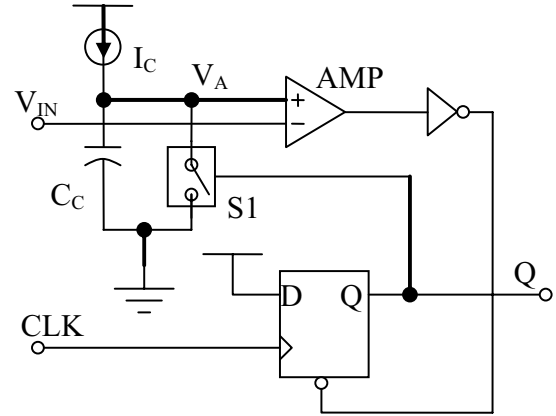 I_C
V_A
AMP
V_IN
+
−
C_C
S1
D
Q
Q
CLK